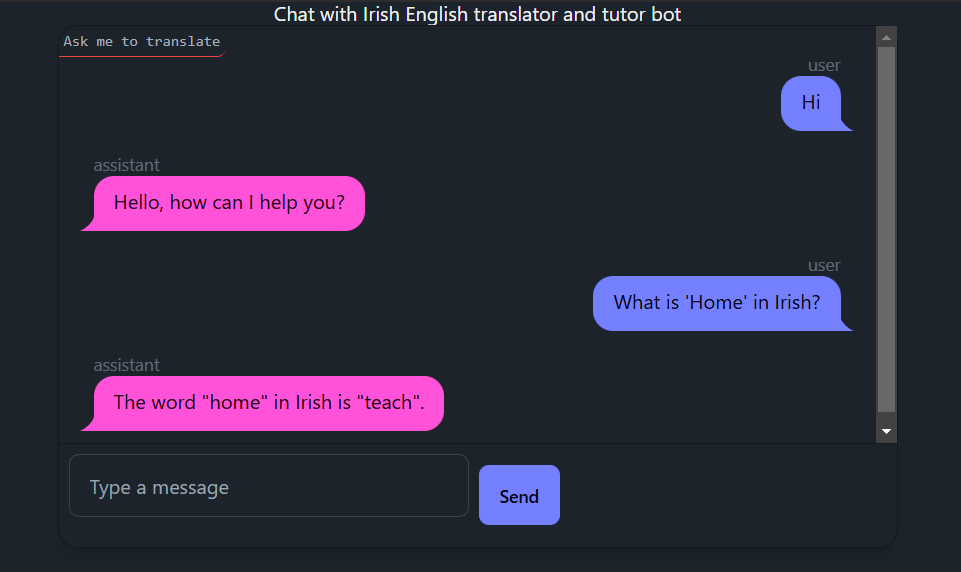 Chat with Irish English translator and tutor bot
Ask me to translate
user
Hi
assistant
Hello, how can I help you?
user
What is 'Home' in Irish?
assistant
The word "home" in Irish is "teach".
Type a message
Send